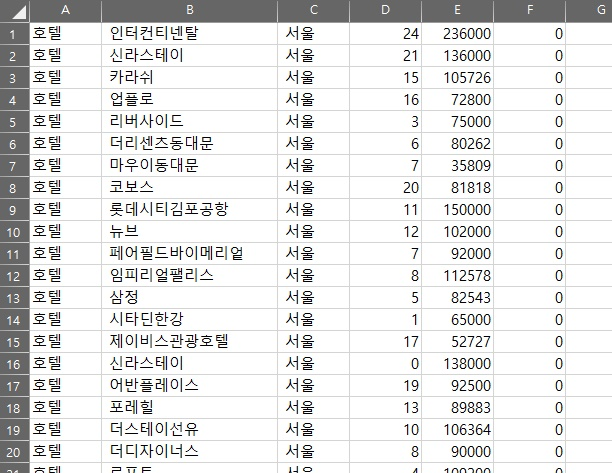 A B C D E F G
1 호텔 인터컨티넨탈 서울 24 236000 0
2 호텔 신라스테이 서울 21 136000 0
3 호텔 카라쉬 서울 15 105726 0
4 호텔 업플로 서울 16 72800 0
5 호텔 리버사이드 서울 3 75000 0
6 호텔 더리센츠동대문 서울 6 80262 0
7 호텔 마우이동대문 서울 7 35809 0
8 호텔 코보스 서울 20 81818 0
9 호텔 롯데시티김포공항 서울 11 150000 0
10 호텔 뉴브 서울 12 102000 0
11 호텔 페어필드바이메리얼 서울 7 92000 0
12 호텔 임피리얼팰리스 서울 8 112578 0
13 호텔 삼정 서울 5 82543 0
14 호텔 시타딘한강 서울 1 65000 0
15 호텔 제이비스관광호텔 서울 17 52727 0
16 호텔 신라스테이 서울 0 138000 0
17 호텔 어반플레이스 서울 19 92500 0
18 호텔 포레힐 서울 13 89883 0
19 호텔 더스테이선유 서울 10 106364 0
20 호텔 더디자이너스 서울 8 90000 0